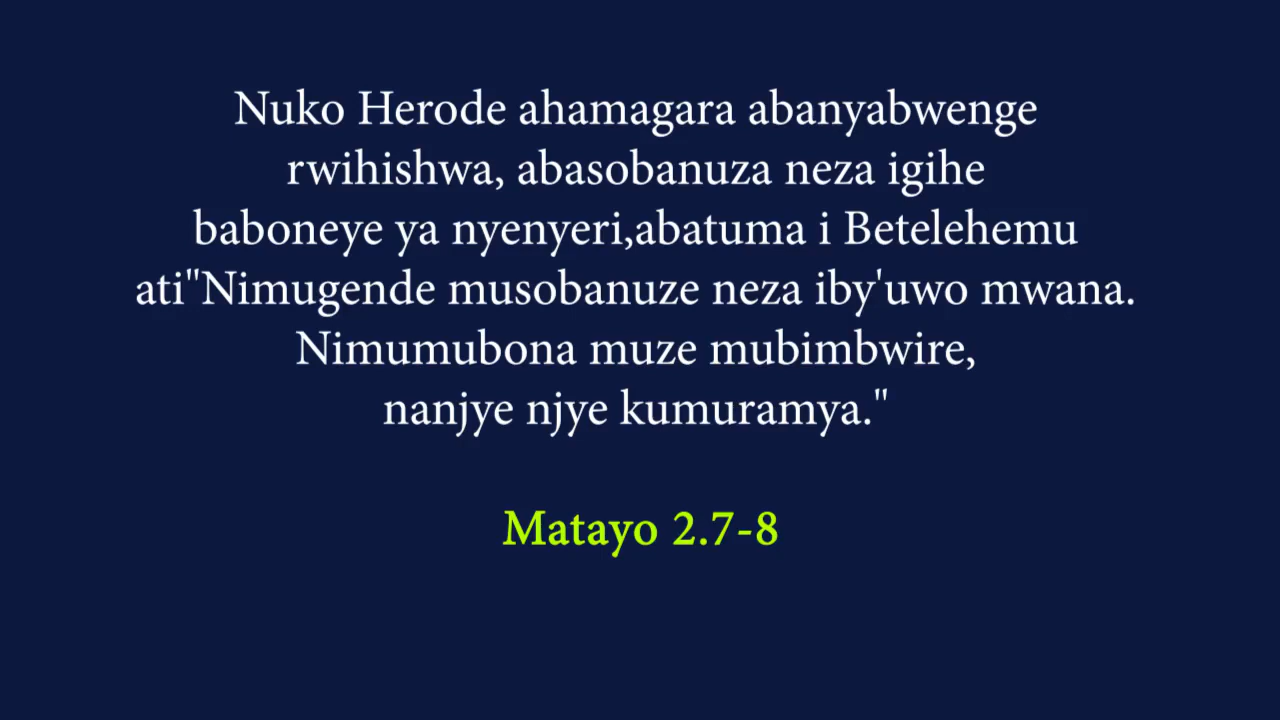 Nuko Herode ahamagara abanyabwenge
rwihishwa, abasobanuza neza igihe
baboneye ya nyenyeri,abatuma i Betelehemu
ati"Nimugende musobanuze neza iby'uwo mwana.
Nimumubona muze mubimbwire,
nanjye njye kumuramya."
Matayo 2.7-8